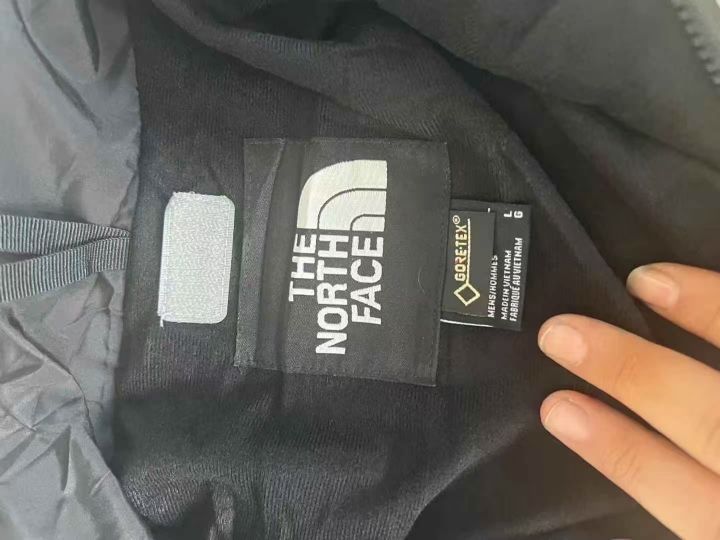 THE
NORTH
FACE
GORE-TEX®
L
G
MENS/HOMMES
MADE IN VIETNAM
FABRIQUÉ AU VIETNAM